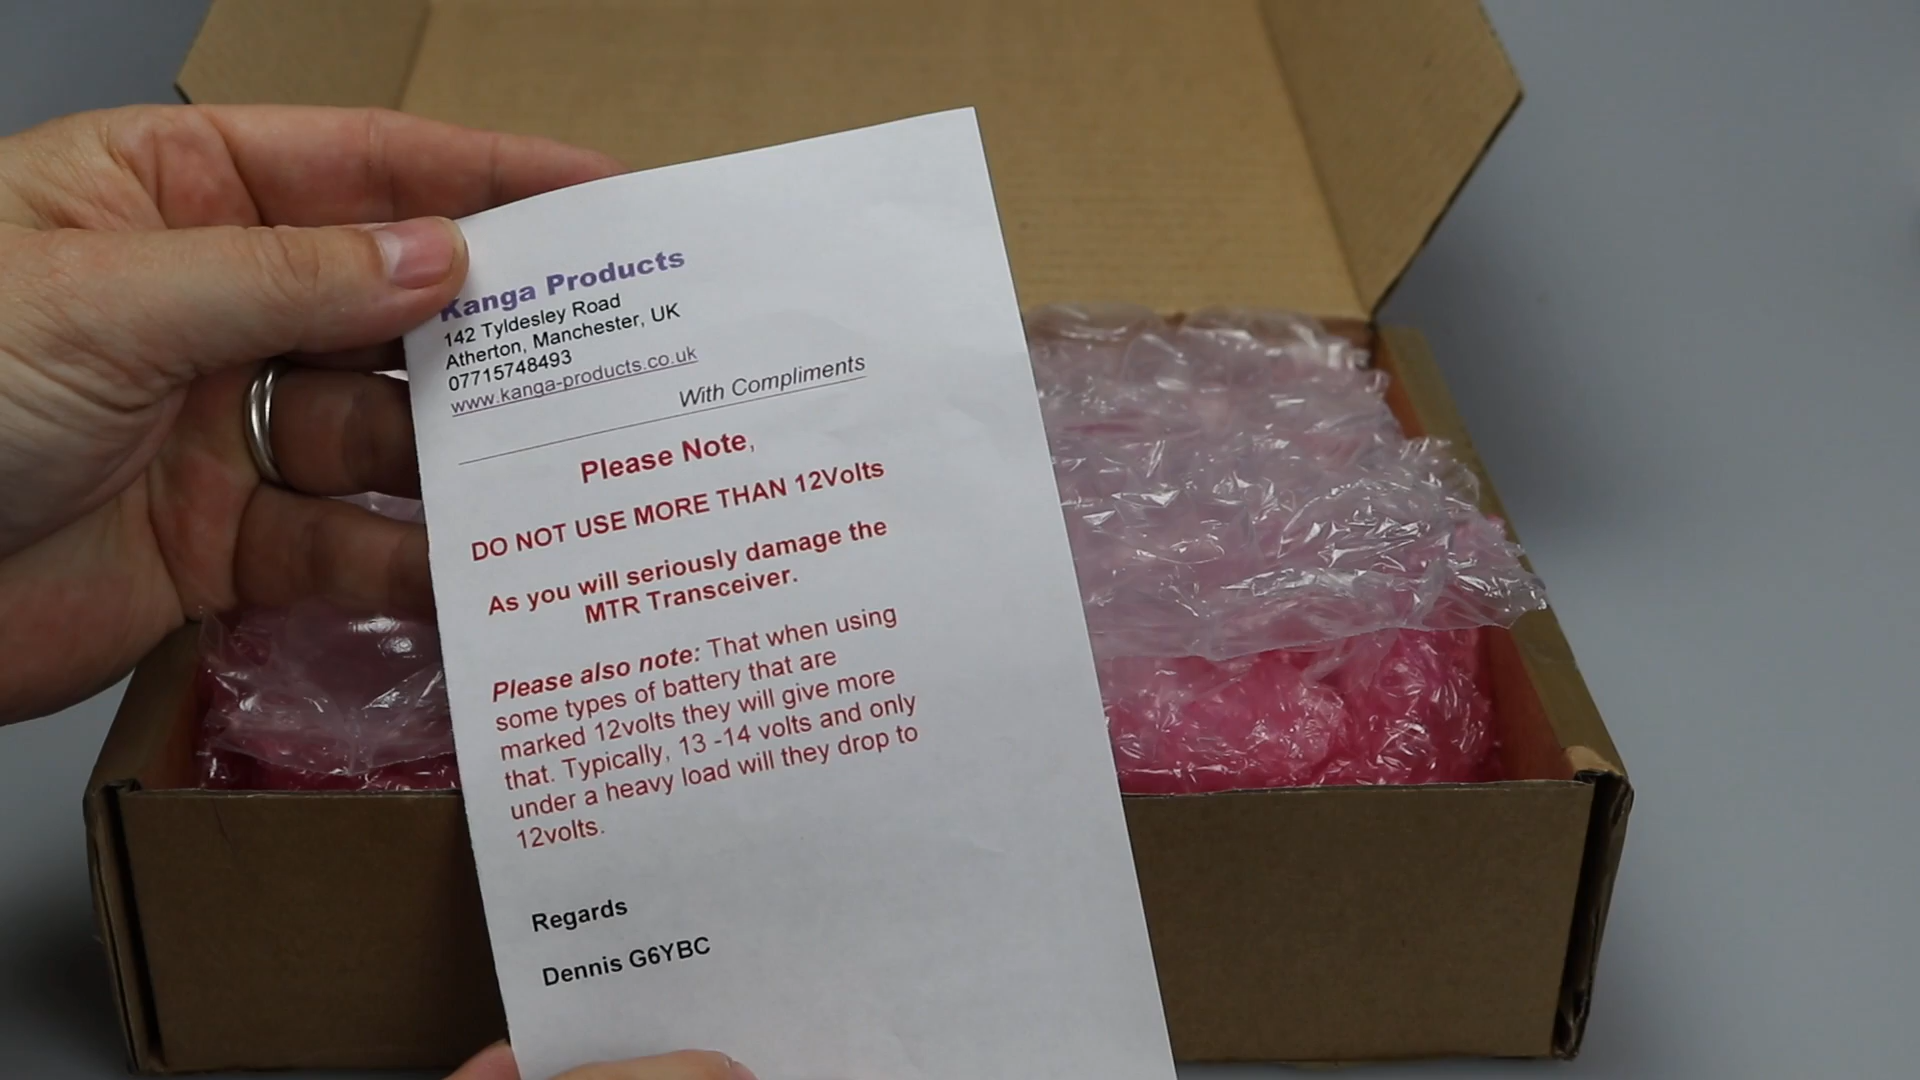 Kanga Products
142 Tyldesley Road
Atherton, Manchester, UK
07715748493
www.kanga-products.co.uk
With Compliments
Please Note,
DO NOT USE MORE THAN 12Volts
As you will seriously damage the
MTR Transceiver.
Please also note: That when using
some types of battery that are
marked 12volts they will give more
that. Typically, 13 -14 volts and only
under a heavy load will they drop to
12volts.
Regards
Dennis G6YBC